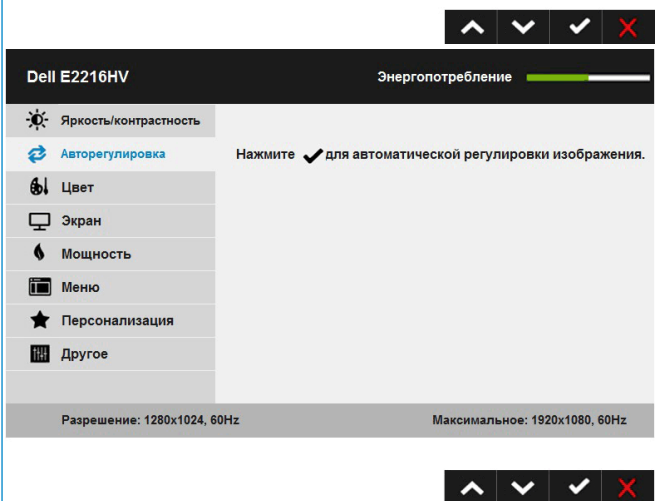 Dell E2216HV
Энергопотребление
Яркость/контрастность
Авторегулировка
Нажмите для автоматической регулировки изображения.
Цвет
Экран
Мощность
Меню
Персонализация
Другое
Разрешение: 1280x1024, 60Hz
Максимальное: 1920x1080, 60Hz